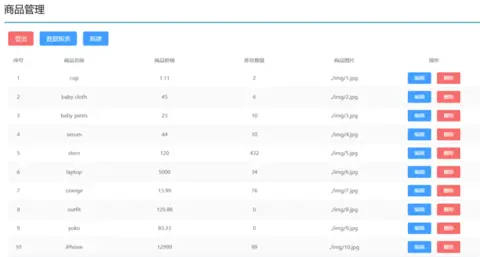 商品管理
登出 数据报表 新建
序号 商品名称 商品价格 库存数量 商品图片 操作
1 cup 1.11 2 ./img/1.jpg 编辑 删除
2 baby cloth 45 6 ./img/2.jpg 编辑 删除
3 baby pants 23 10 ./img/3.jpg 编辑 删除
4 serum 44 10 ./img/4.jpg 编辑 删除
5 120 432 ./img/5.jpg 编辑 删除
6 laptop 5000 34 ./img/6.jpg 编辑 删除
7 orange 13.99 76 ./img/7.jpg 编辑 删除
8 outfit 129.88 0 ./img/8.jpg 编辑 删除
9 yoko 83.33 0 ./img/9.jpg 编辑 删除
10 iPhone 12999 89 ./img/10.jpg 编辑 删除